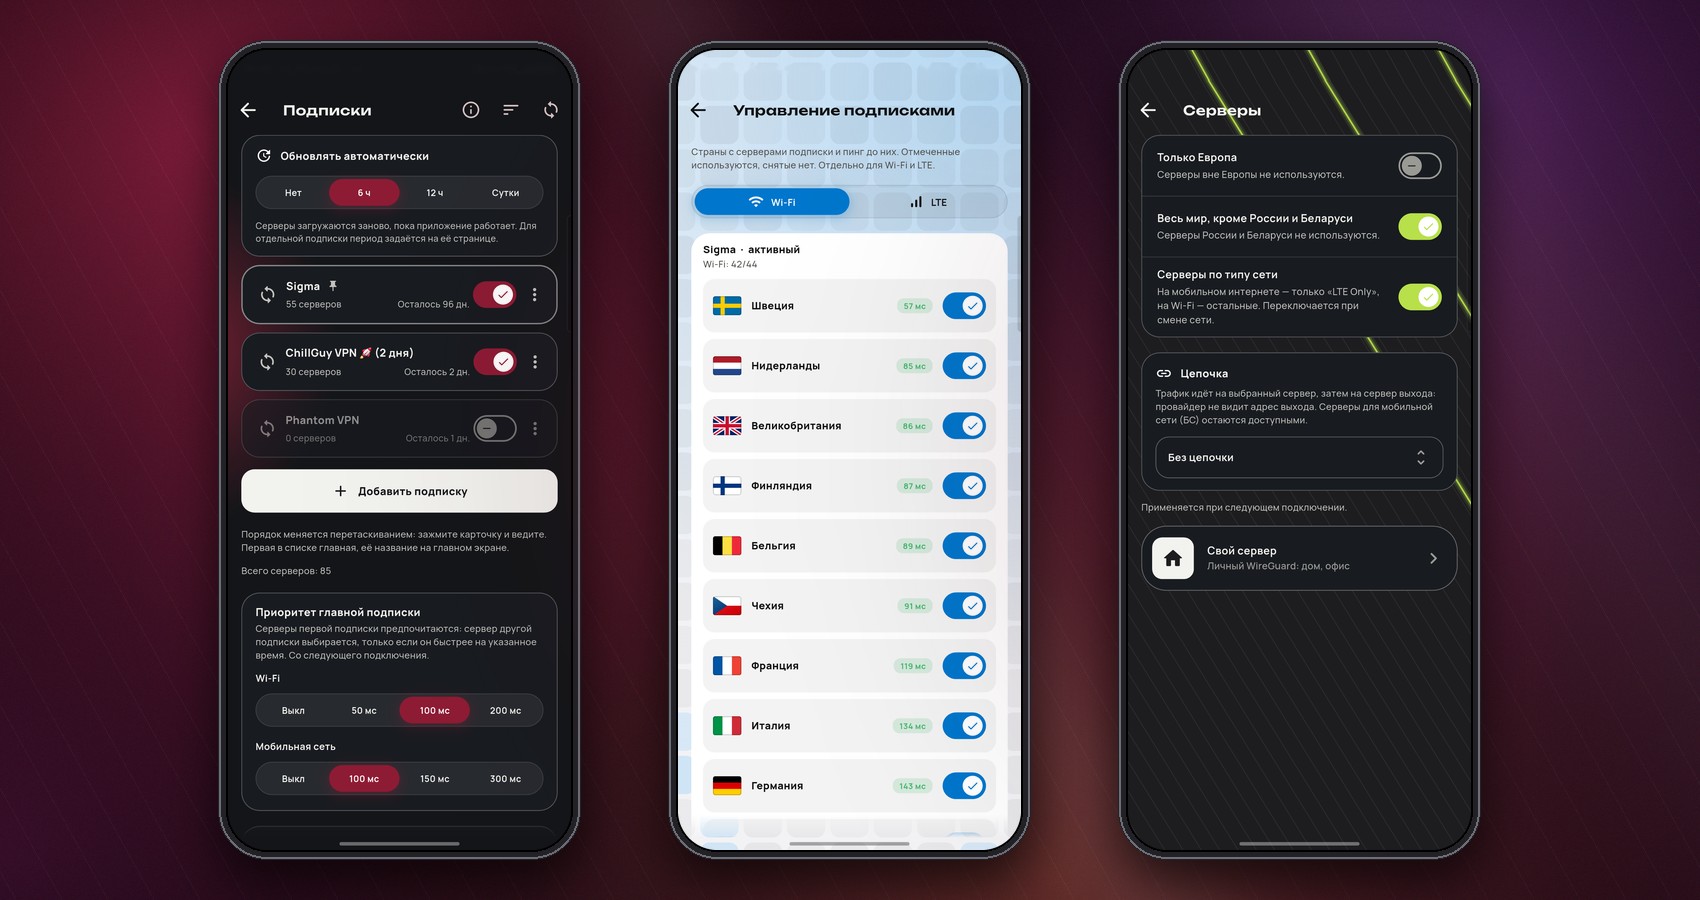 Подписки
Обновлять автоматически
Нет
6 ч
12 ч
Сутки
Серверы загружаются заново, пока приложение работает. Для
отдельной подписки период задаётся на её странице.
Sigma
55 серверов
Осталось 96 дн.
ChillGuy VPN 🚀 (2 дня)
30 серверов
Осталось 2 дн.
Phantom VPN
0 серверов
Осталось 1 дн.
Добавить подписку
Порядок меняется перетаскиванием: зажмите карточку и ведите.
Первая в списке главная, её название на главном экране.
Всего серверов: 85
Приоритет главной подписки
Серверы первой подписки предпочитаются: сервер другой
подписки выбирается, только если он быстрее на указанное
время. Со следующего подключения.
Wi-Fi
Выкл
50 мс
100 мс
200 мс
Мобильная сеть
Выкл
100 мс
150 мс
300 мс
Управление подписками
Страны с серверами подписки и пинг до них. Отмеченные
используются, снятые нет. Отдельно для Wi-Fi и LTE.
Wi-Fi
LTE
Sigma · активный
Wi-Fi: 42/44
Швеция
57 мс
Нидерланды
85 мс
Великобритания
86 мс
Финляндия
87 мс
Бельгия
89 мс
Чехия
91 мс
Франция
119 мс
Италия
134 мс
Германия
143 мс
Серверы
Только Европа
Серверы вне Европы не используются.
Весь мир, кроме России и Беларуси
Серверы России и Беларуси не используются.
Серверы по типу сети
На мобильном интернете — только «LTE Only»,
на Wi-Fi — остальные. Переключается при
смене сети.
Цепочка
Трафик идёт на выбранный сервер, затем на сервер выхода:
провайдер не видит адрес выхода. Серверы для мобильной
сети (БС) остаются доступными.
Без цепочки
Применяется при следующем подключении.
Свой сервер
Личный WireGuard: дом, офис